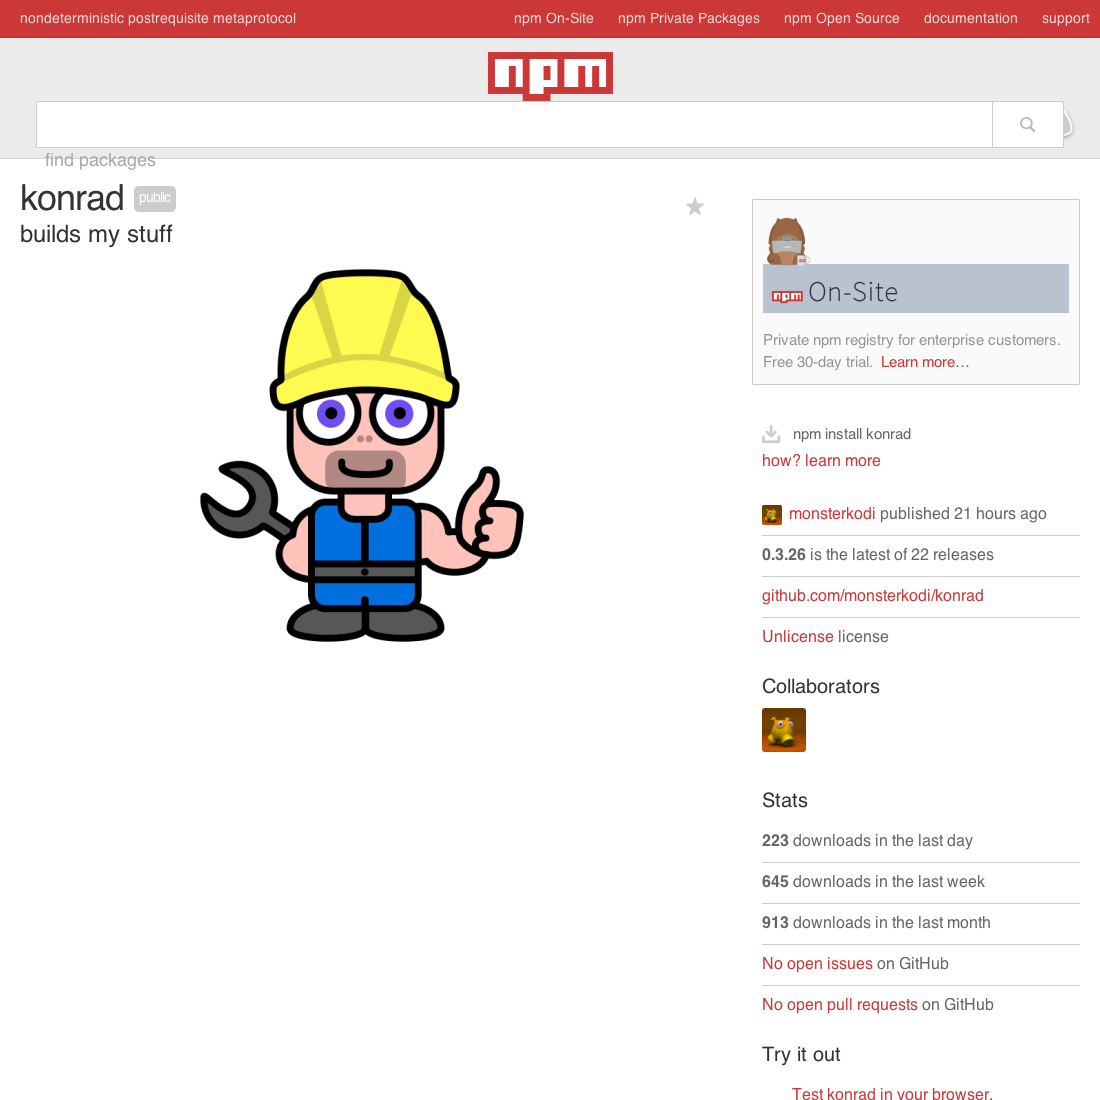 nondeterministic postrequisite metaprotocol
npm On-Site npm Private Packages npm Open Source documentation support
npm
find packages
konrad public
builds my stuff
npm On-Site
Private npm registry for enterprise customers.
Free 30-day trial. Learn more…
npm install konrad
how? learn more
monsterkodi published 21 hours ago
0.3.26 is the latest of 22 releases
github.com/monsterkodi/konrad
Unlicense license
Collaborators
Stats
223 downloads in the last day
645 downloads in the last week
913 downloads in the last month
No open issues on GitHub
No open pull requests on GitHub
Try it out
Test konrad in your browser.